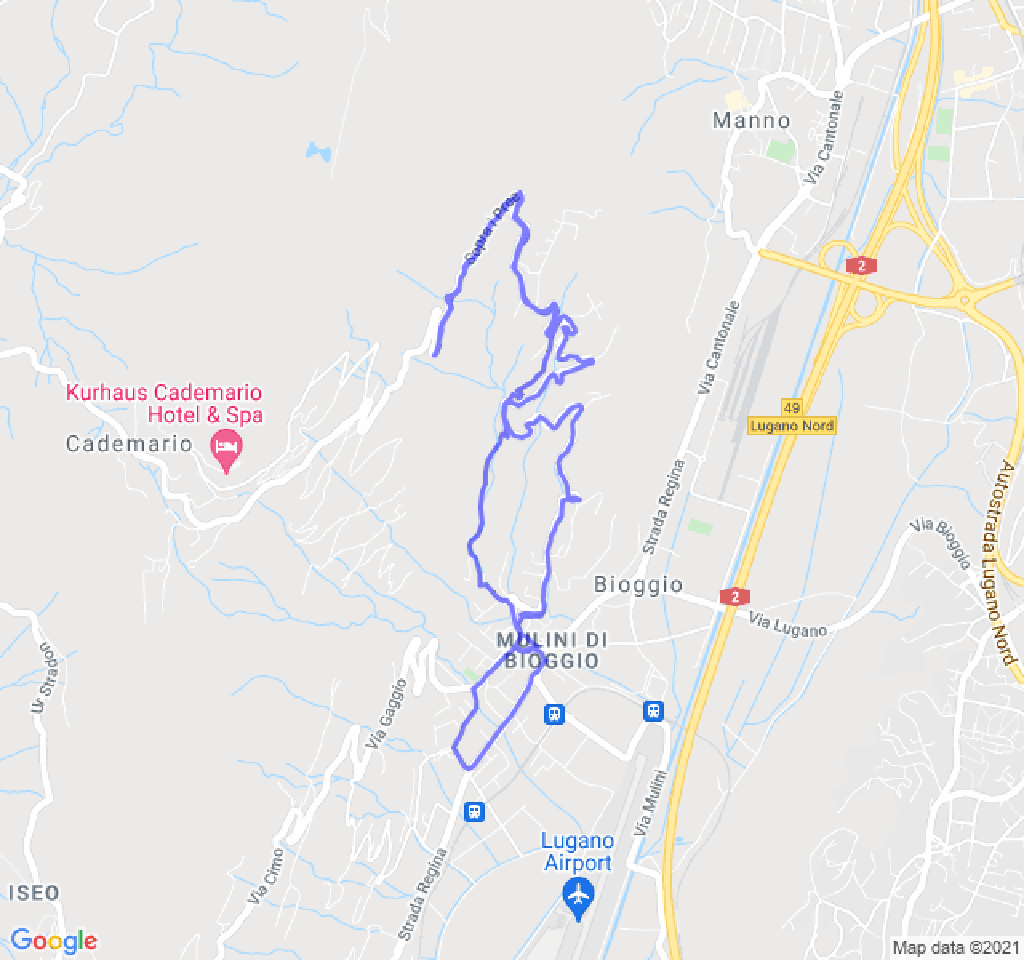 Manno
Via Cantonale
Sopra i Pree
2
Via Cantonale
Kurhaus Cademario
Hotel & Spa
Cademario
49
Lugano Nord
Strada Regina
Autostrada Lugano Nord
Via Bioggio
Bioggio
2
Via Lugano
MULINI DI
BIOGGIO
Ur Stradon
Via Gaggio
Via Mulini
Lugano
Airport
Via Cimo
Strada Regina
ISEO
Google
Map data ©2021